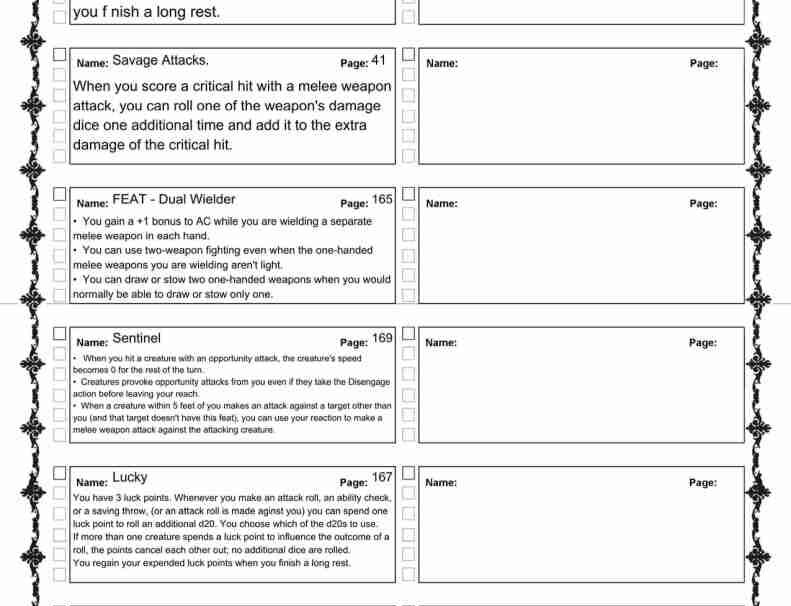 you f nish a long rest.
Name: Savage Attacks. Page: 41
When you score a critical hit with a melee weapon
attack, you can roll one of the weapon's damage
dice one additional time and add it to the extra
damage of the critical hit.
Name: Page:
Name: FEAT - Dual Wielder Page: 165
• You gain a +1 bonus to AC while you are wielding a separate
melee weapon in each hand.
• You can use two-weapon fighting even when the one-handed
melee weapons you are wielding aren't light.
• You can draw or stow two one-handed weapons when you would
normally be able to draw or stow only one.
Name: Page:
Name: Sentinel Page: 169
• When you hit a creature with an opportunity attack, the creature's speed
becomes 0 for the rest of the turn.
• Creatures provoke opportunity attacks from you even if they take the Disengage
action before leaving your reach.
• When a creature within 5 feet of you makes an attack against a target other than
you (and that target doesn't have this feat), you can use your reaction to make a
melee weapon attack against the attacking creature.
Name: Page:
Name: Lucky Page: 167
You have 3 luck points. Whenever you make an attack roll, an ability check,
or a saving throw, (or an attack roll is made aginst you) you can spend one
luck point to roll an additional d20. You choose which of the d20s to use.
If more than one creature spends a luck point to influence the outcome of a
roll, the points cancel each other out; no additional dice are rolled.
You regain your expended luck points when you finish a long rest.
Name: Page: